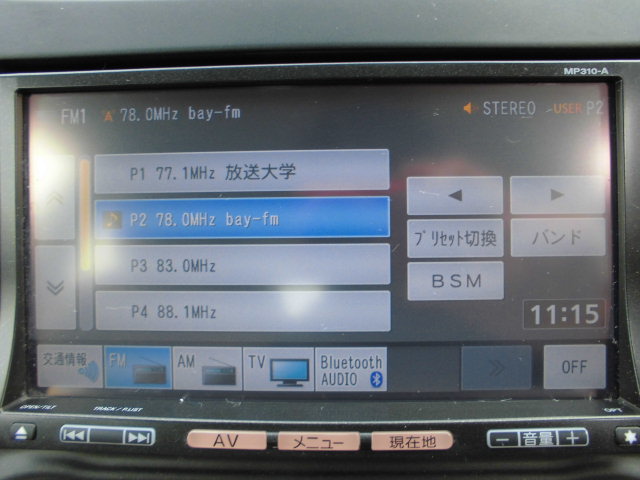 MP310-A
FM1 A 78.0MHz bay-fm
STEREO USER P2
P1 77.1MHz 放送大学
P2 78.0MHz bay-fm
プリセット切換 バンド
P3 83.0MHz
BSM
P4 88.1MHz
11:15
交通情報 FM AM TV Bluetooth AUDIO OFF
OPEN/TILT TRACK/P.LIST OPT
AV メニュー 現在地 − 音量 +